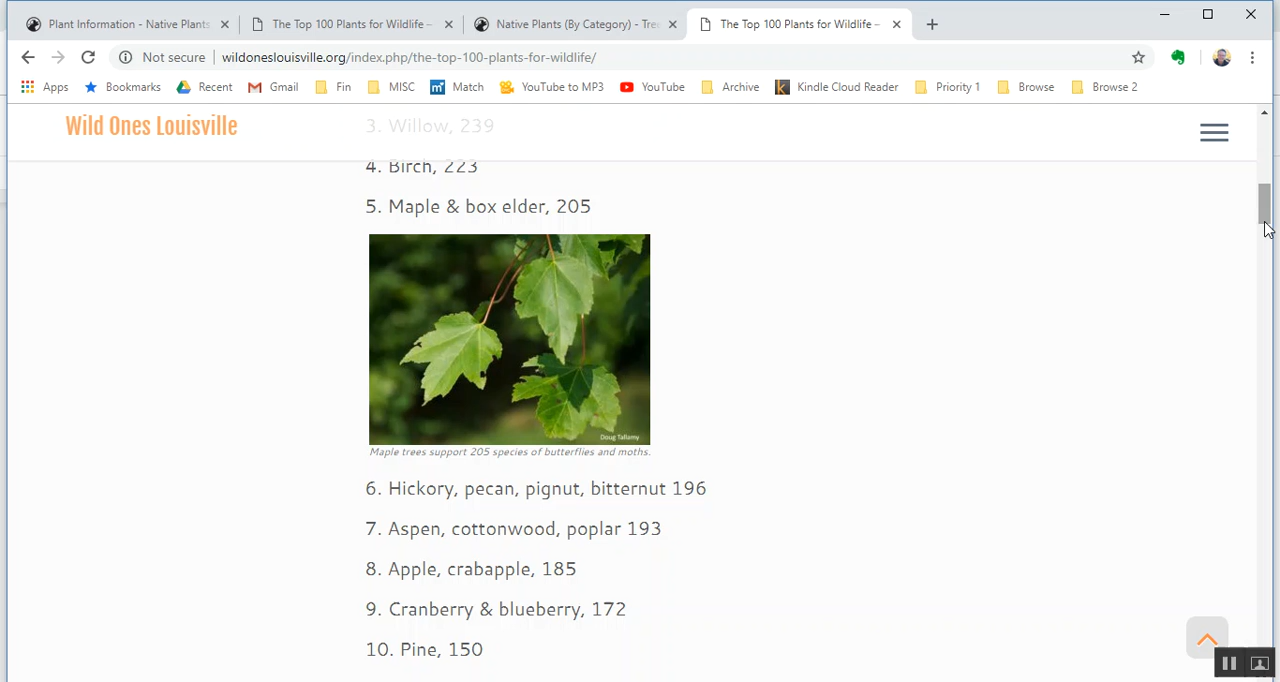 Plant Information - Native Plants
The Top 100 Plants for Wildlife –
Native Plants (By Category) - Tre
The Top 100 Plants for Wildlife –
Not secure | wildoneslouisville.org/index.php/the-top-100-plants-for-wildlife/
Apps Bookmarks Recent Gmail Fin MISC Match YouTube to MP3 YouTube Archive Kindle Cloud Reader Priority 1 Browse Browse 2
Wild Ones Louisville
3. Willow, 239
4. Birch, 223
5. Maple & box elder, 205
Doug Tallamy
Maple trees support 205 species of butterflies and moths.
6. Hickory, pecan, pignut, bitternut 196
7. Aspen, cottonwood, poplar 193
8. Apple, crabapple, 185
9. Cranberry & blueberry, 172
10. Pine, 150